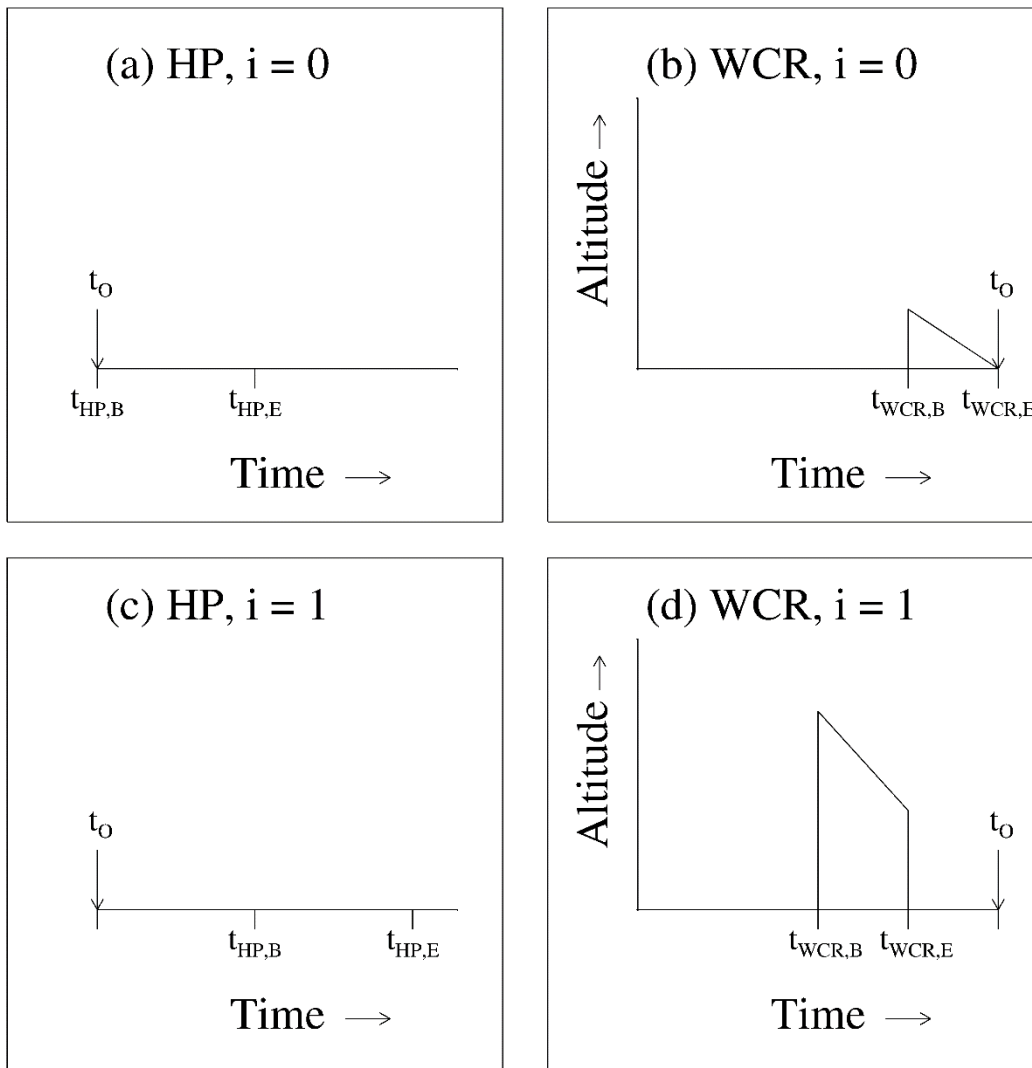 (a) HP, i = 0
t_O
t_HP,B
t_HP,E
Time →
(b) WCR, i = 0
Altitude →
t_O
t_WCR,B
t_WCR,E
Time →
(c) HP, i = 1
t_O
t_HP,B
t_HP,E
Time →
(d) WCR, i = 1
Altitude →
t_O
t_WCR,B
t_WCR,E
Time →